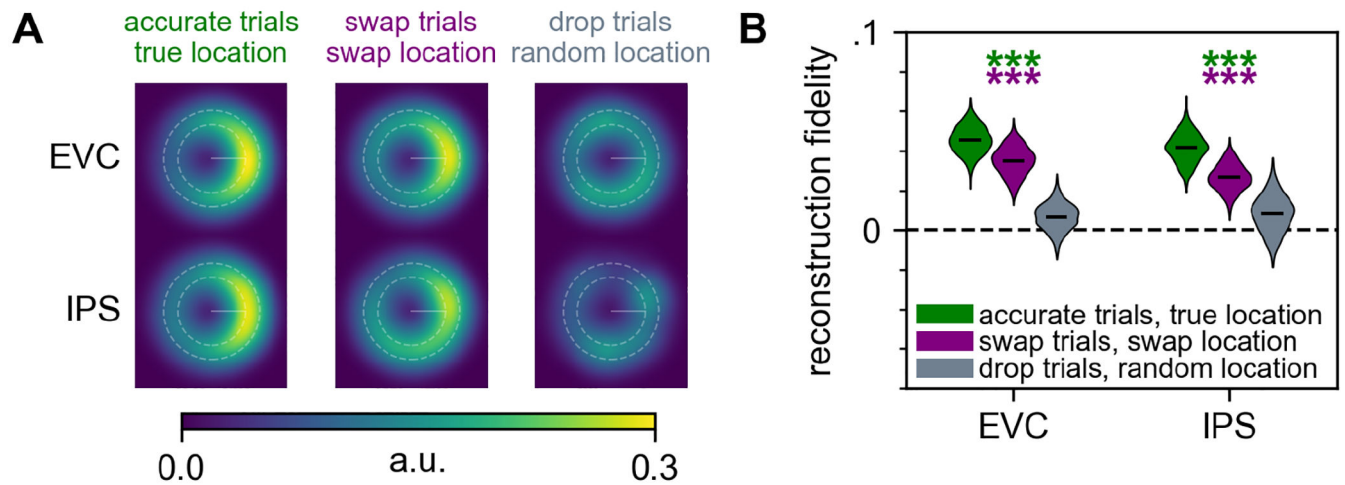 A
accurate trials
true location
swap trials
swap location
drop trials
random location
EVC
IPS
0.0
a.u.
0.3
B
.1
0
reconstruction fidelity
***
***
***
***
accurate trials, true location
swap trials, swap location
drop trials, random location
EVC
IPS